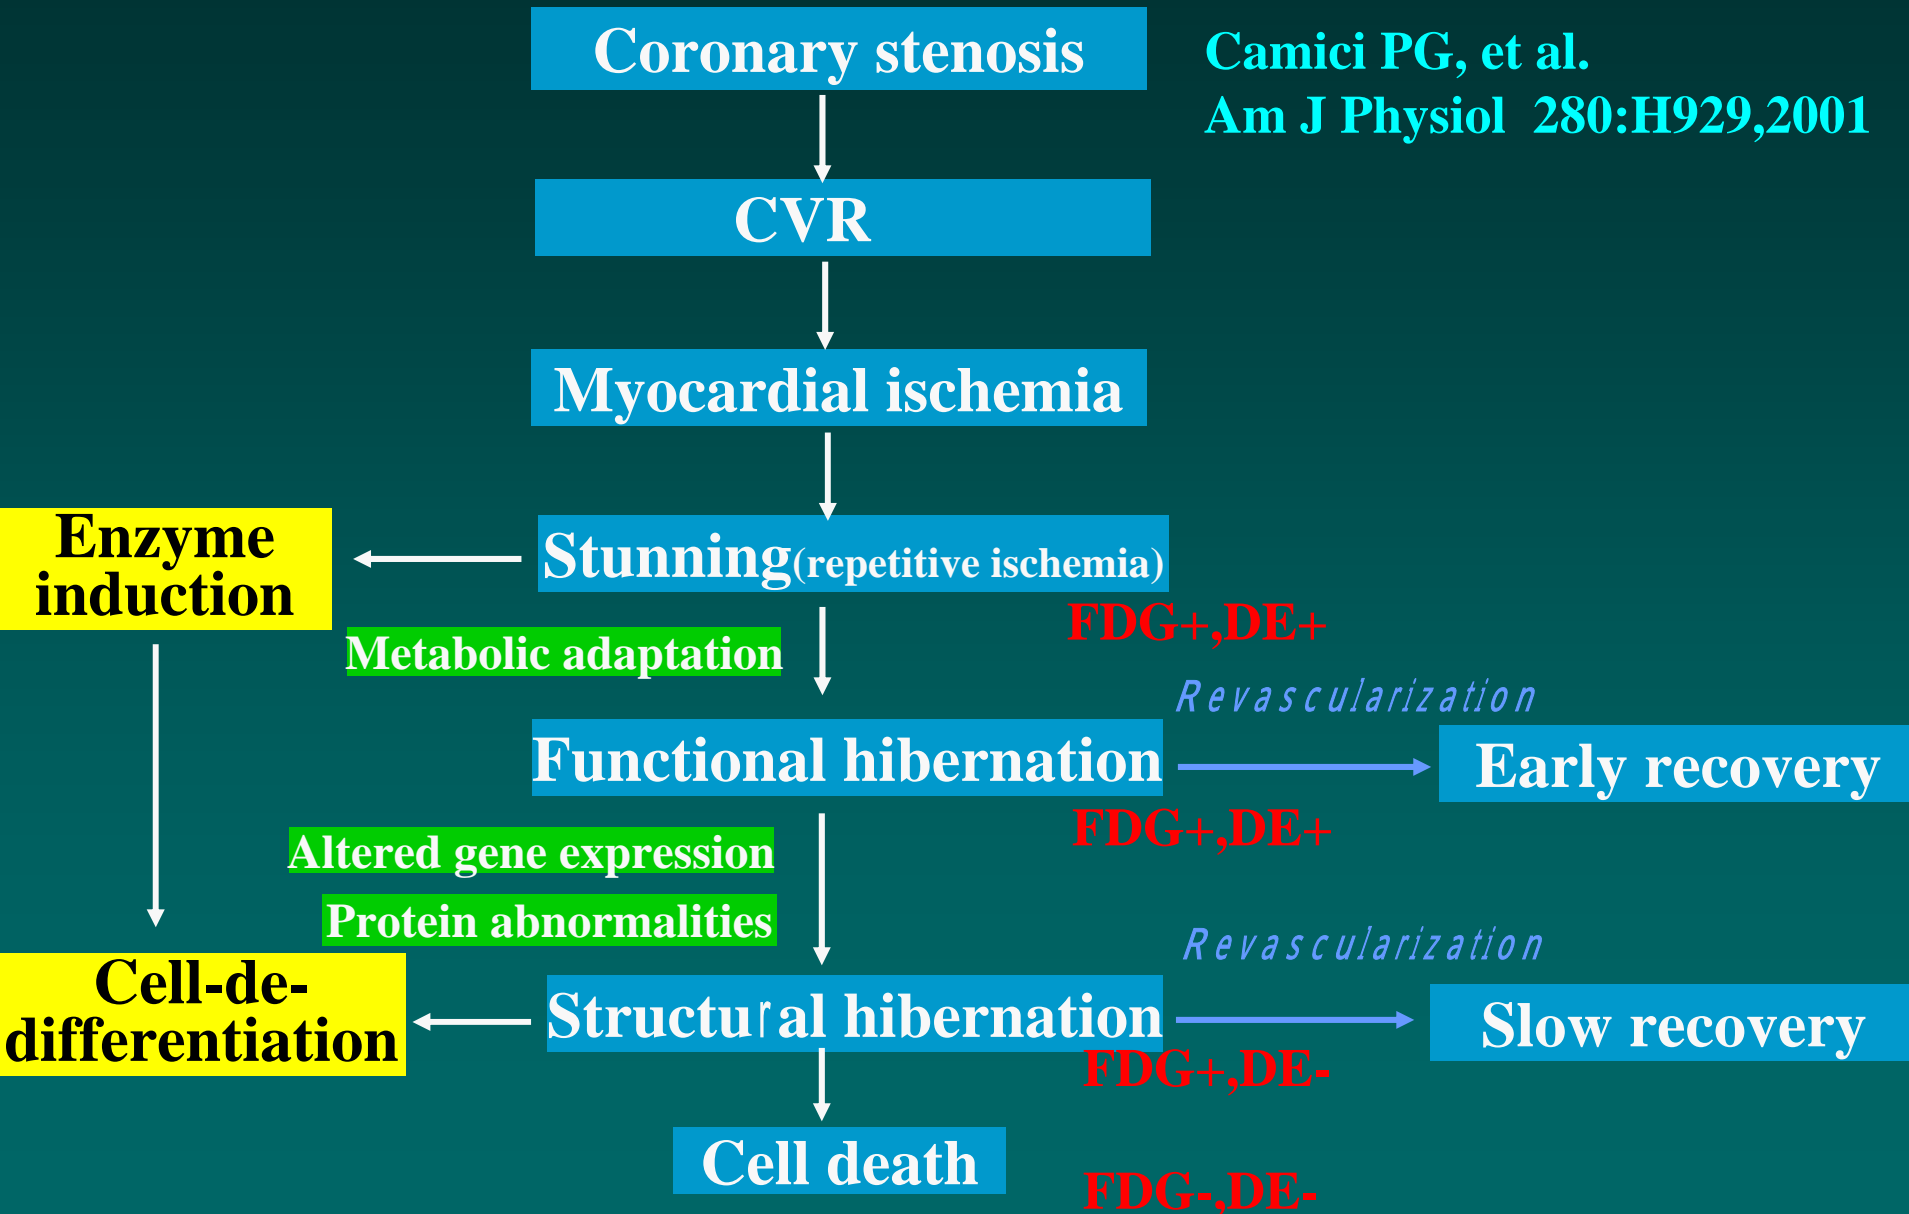 Coronary stenosis
Camici PG, et al.
Am J Physiol 280:H929,2001
CVR
Myocardial ischemia
Enzyme
induction
Stunning(repetitive ischemia)
FDG+,DE+
Metabolic adaptation
Revascularization
Functional hibernation
Early recovery
FDG+,DE+
Altered gene expression
Protein abnormalities
Revascularization
Cell-de-
differentiation
Structural hibernation
Slow recovery
FDG+,DE-
Cell death
FDG-,DE-